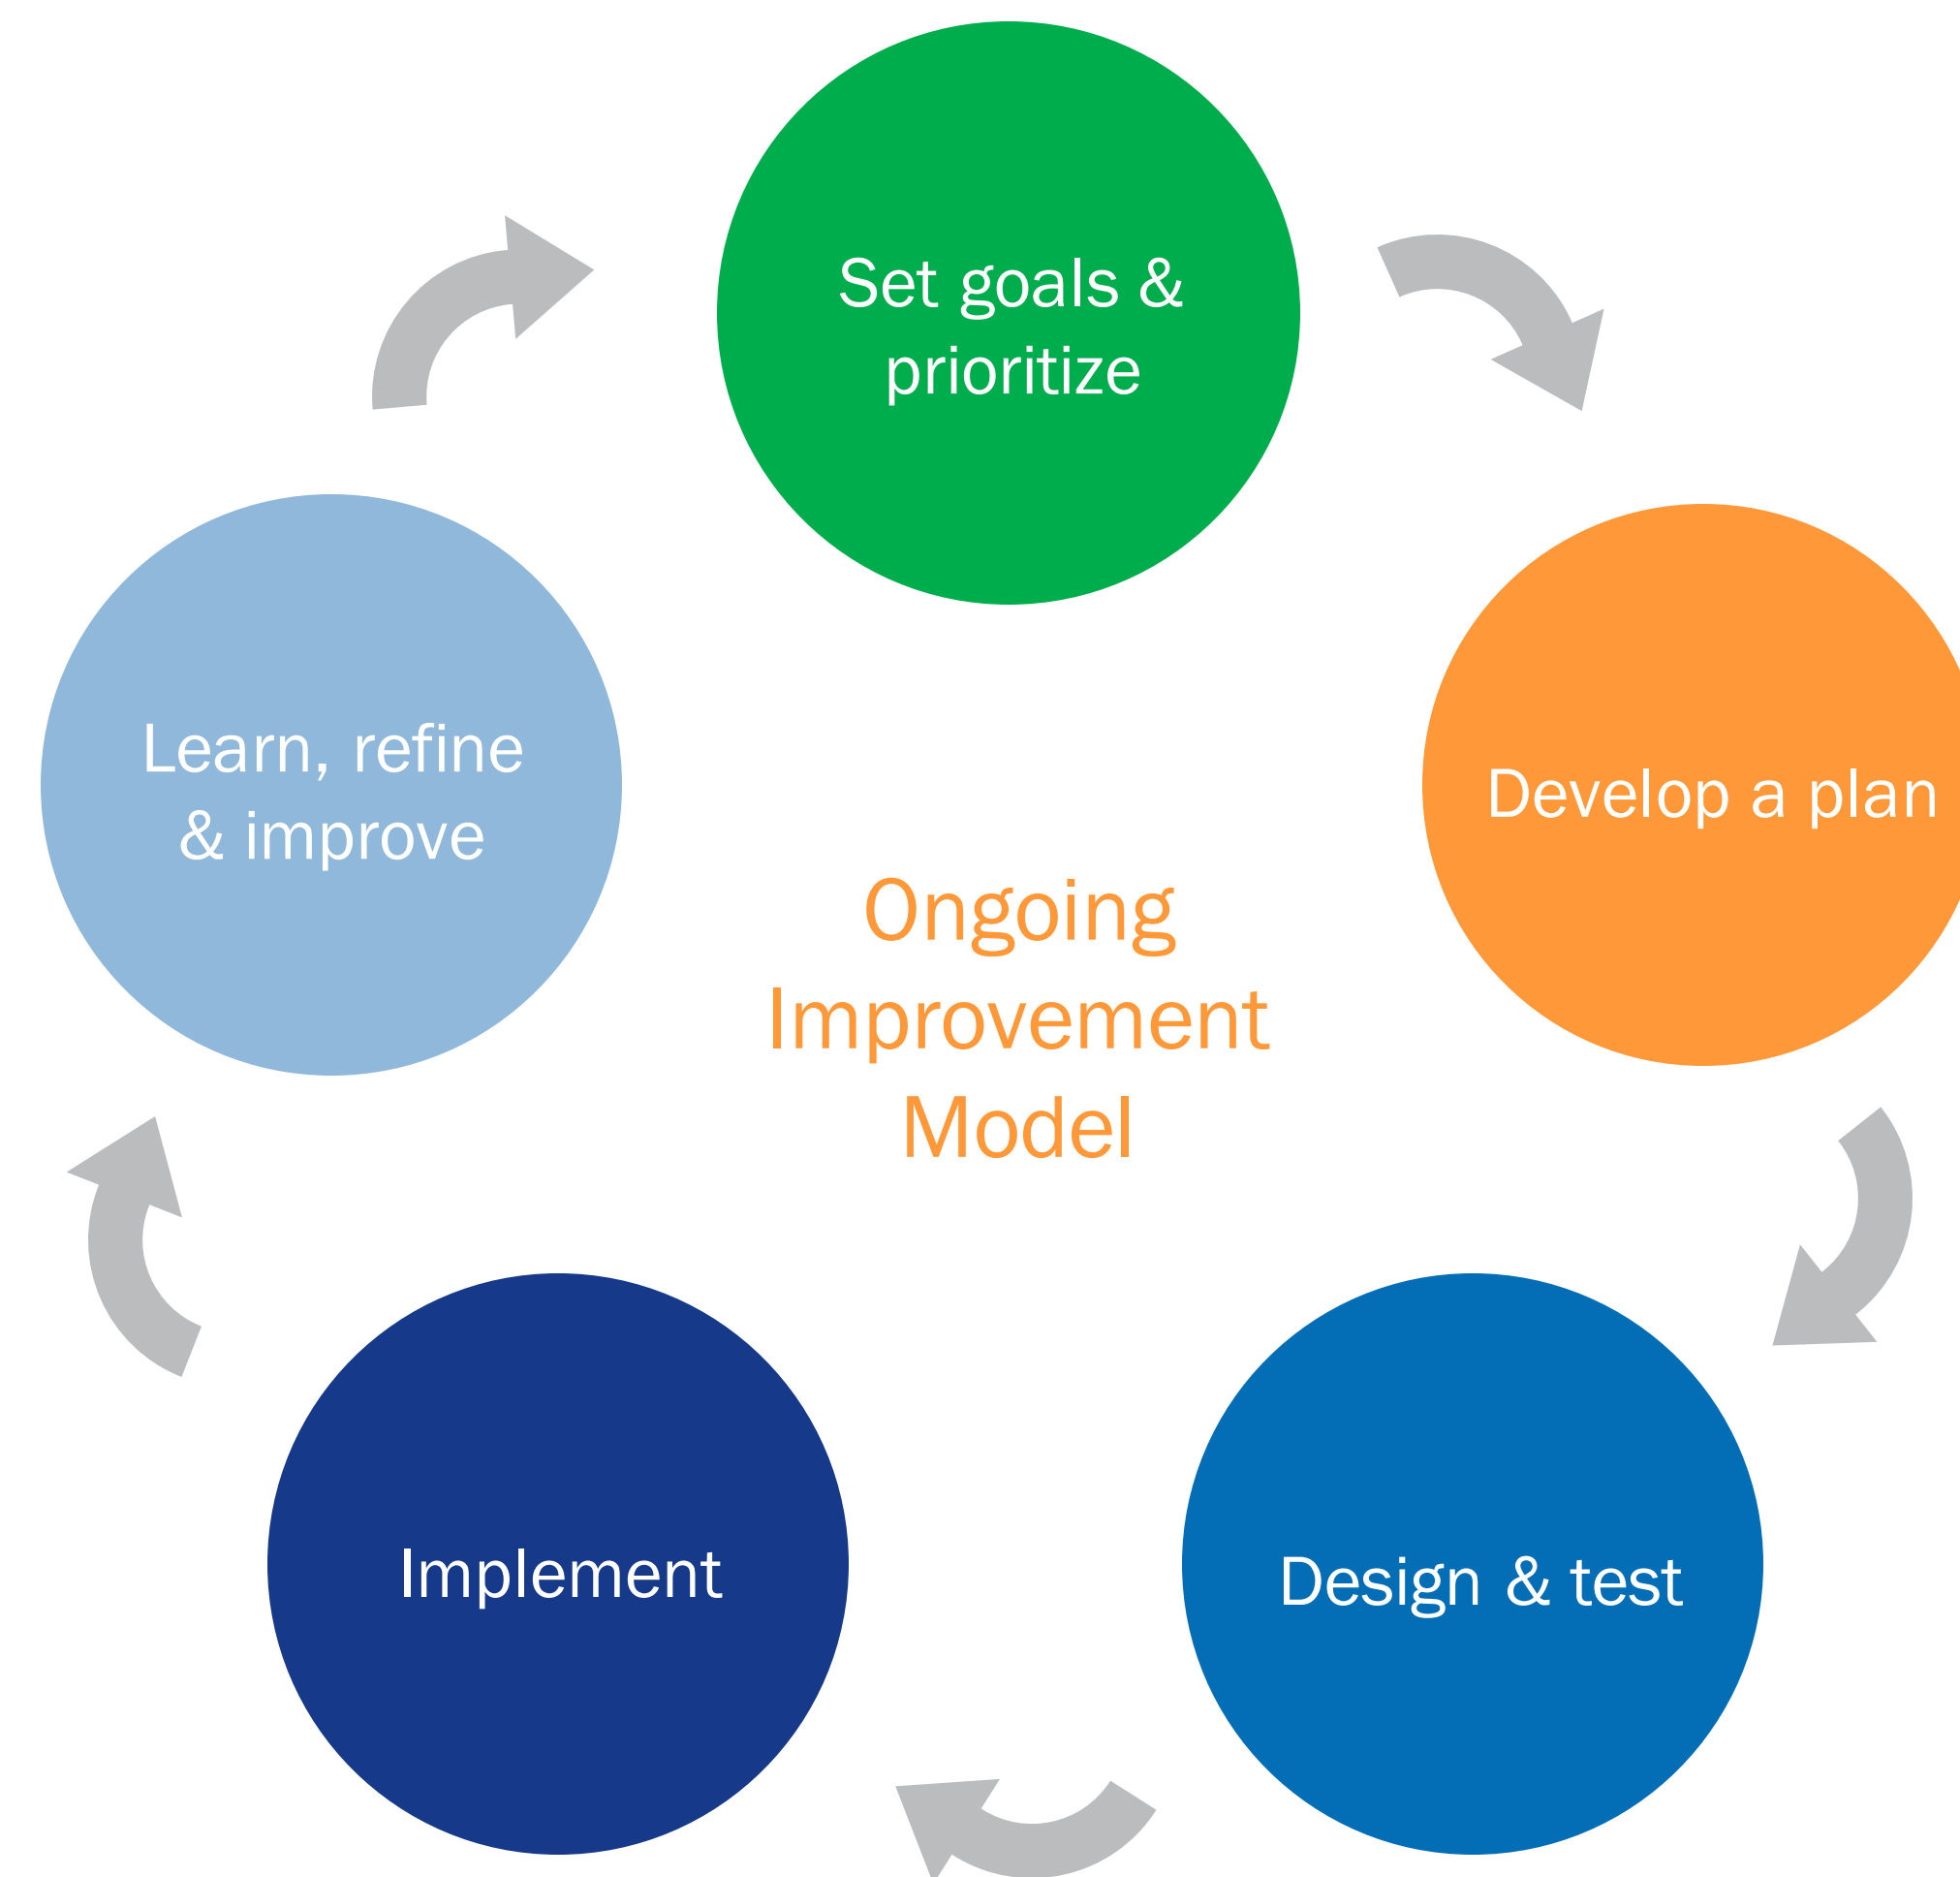 Set goals &
prioritize
Develop a plan
Design & test
Implement
Learn, refine
& improve
Ongoing
Improvement
Model